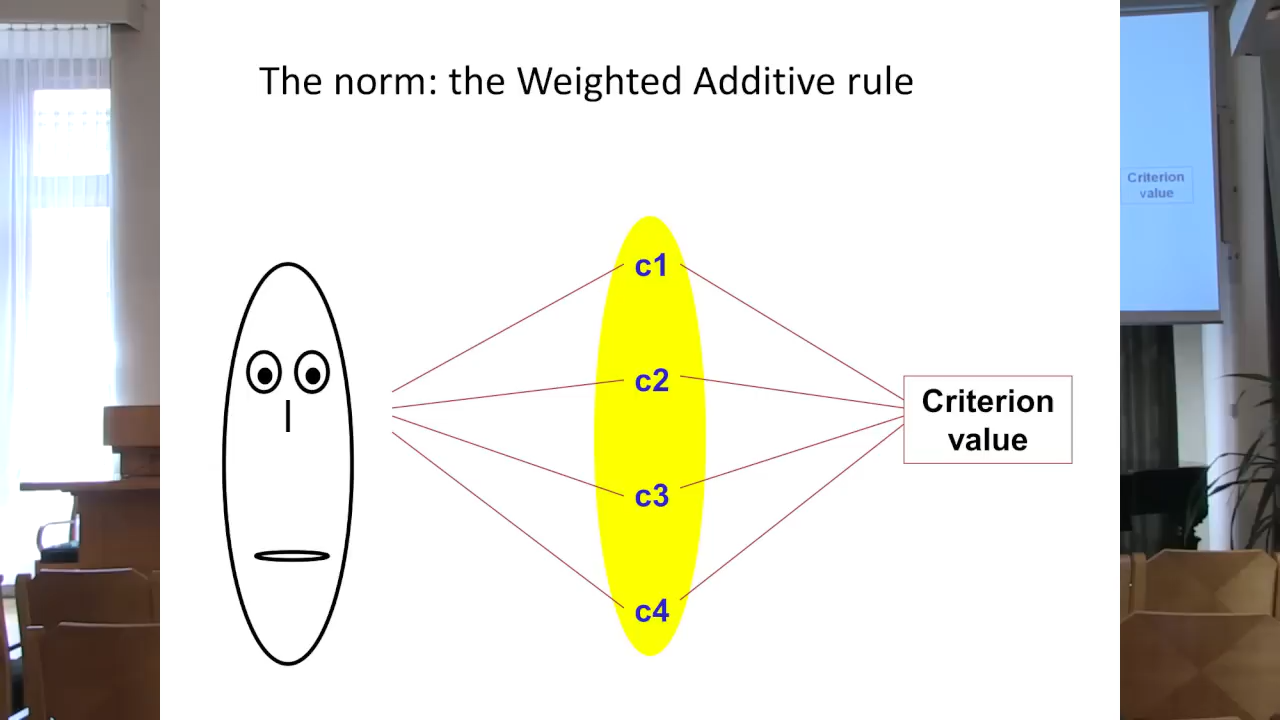 The norm: the Weighted Additive rule
c1
c2
c3
c4
Criterion
value
Criterion
value